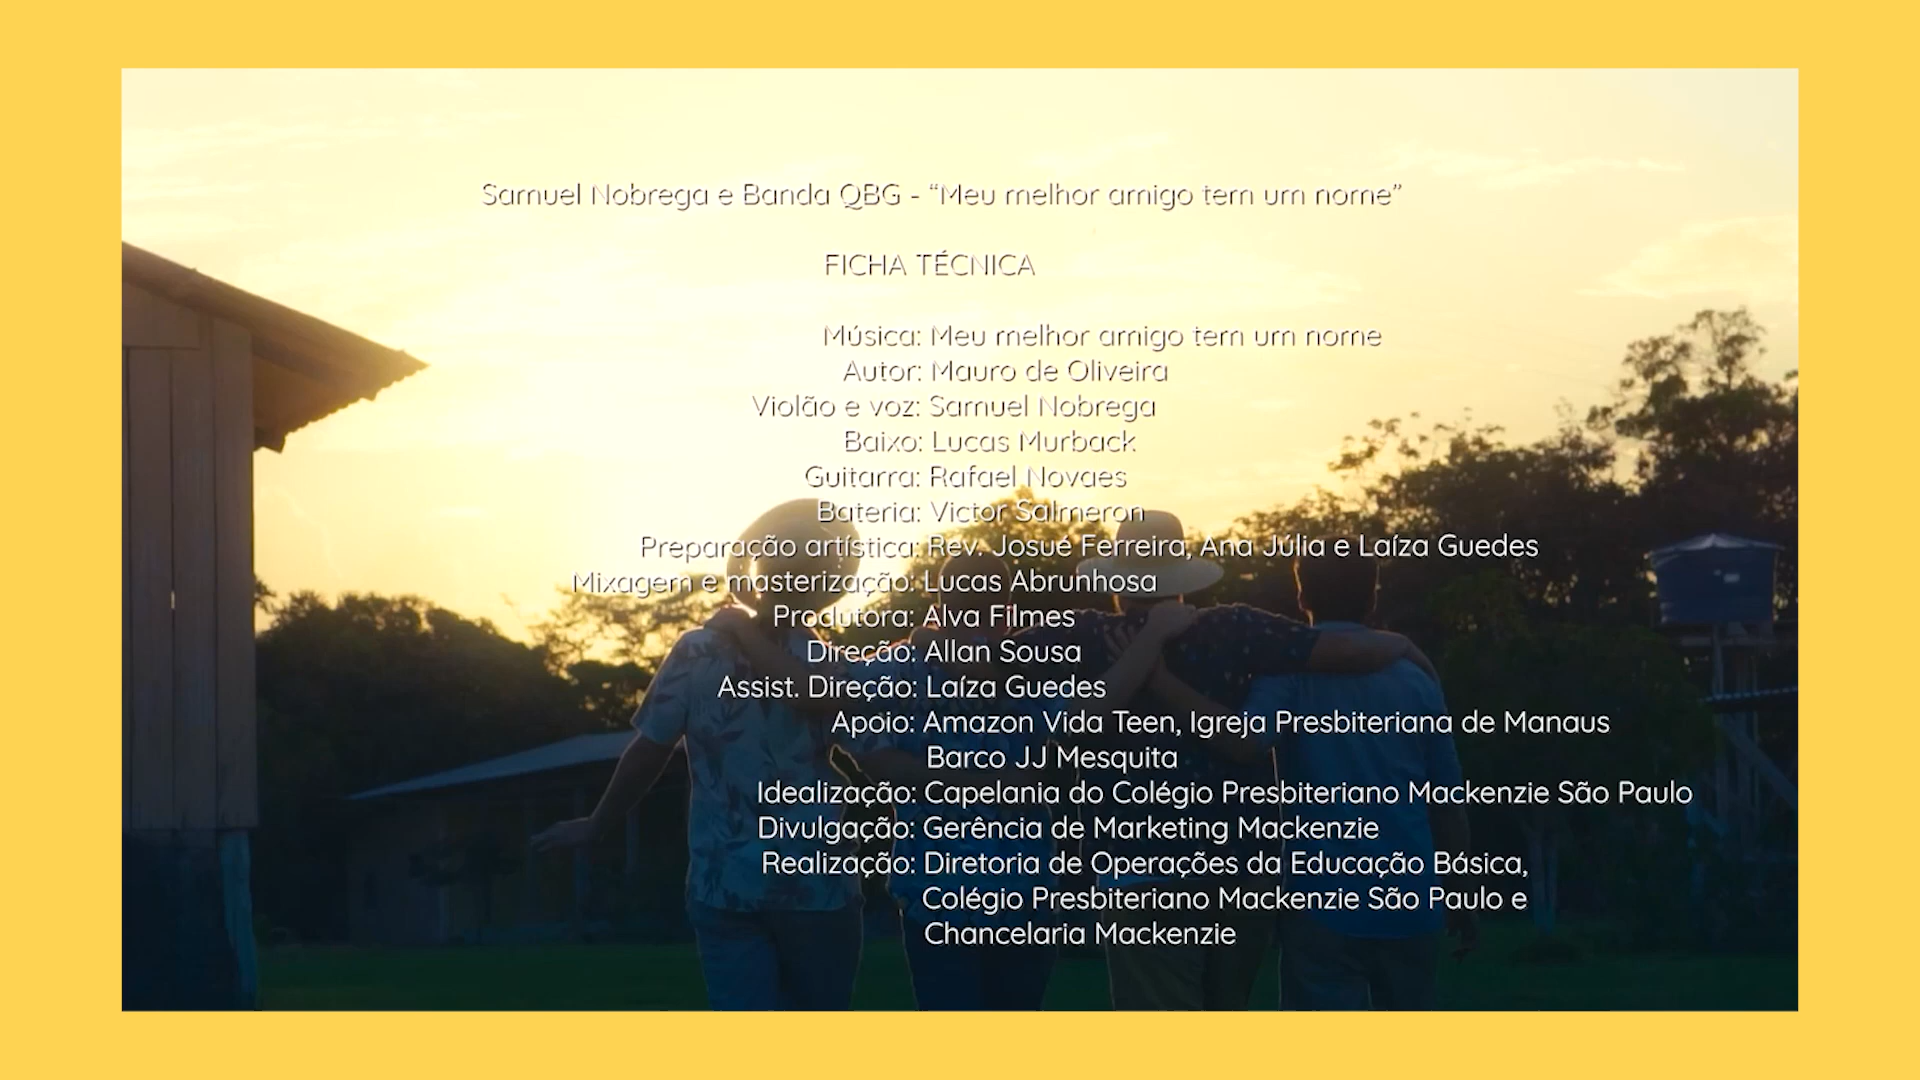 Samuel Nobrega e Banda QBG - “Meu melhor amigo tem um nome”
FICHA TÉCNICA
Música: Meu melhor amigo tem um nome
Autor: Mauro de Oliveira
Violão e voz: Samuel Nobrega
Baixo: Lucas Murback
Guitarra: Rafael Novaes
Bateria: Victor Salmeron
Preparação artística: Rev. Josué Ferreira, Ana Júlia e Laíza Guedes
Mixagem e masterização: Lucas Abrunhosa
Produtora: Alva Filmes
Direção: Allan Sousa
Assist. Direção: Laíza Guedes
Apoio: Amazon Vida Teen, Igreja Presbiteriana de Manaus
Barco JJ Mesquita
Idealização: Capelania do Colégio Presbiteriano Mackenzie São Paulo
Divulgação: Gerência de Marketing Mackenzie
Realização: Diretoria de Operações da Educação Básica,
Colégio Presbiteriano Mackenzie São Paulo e
Chancelaria Mackenzie